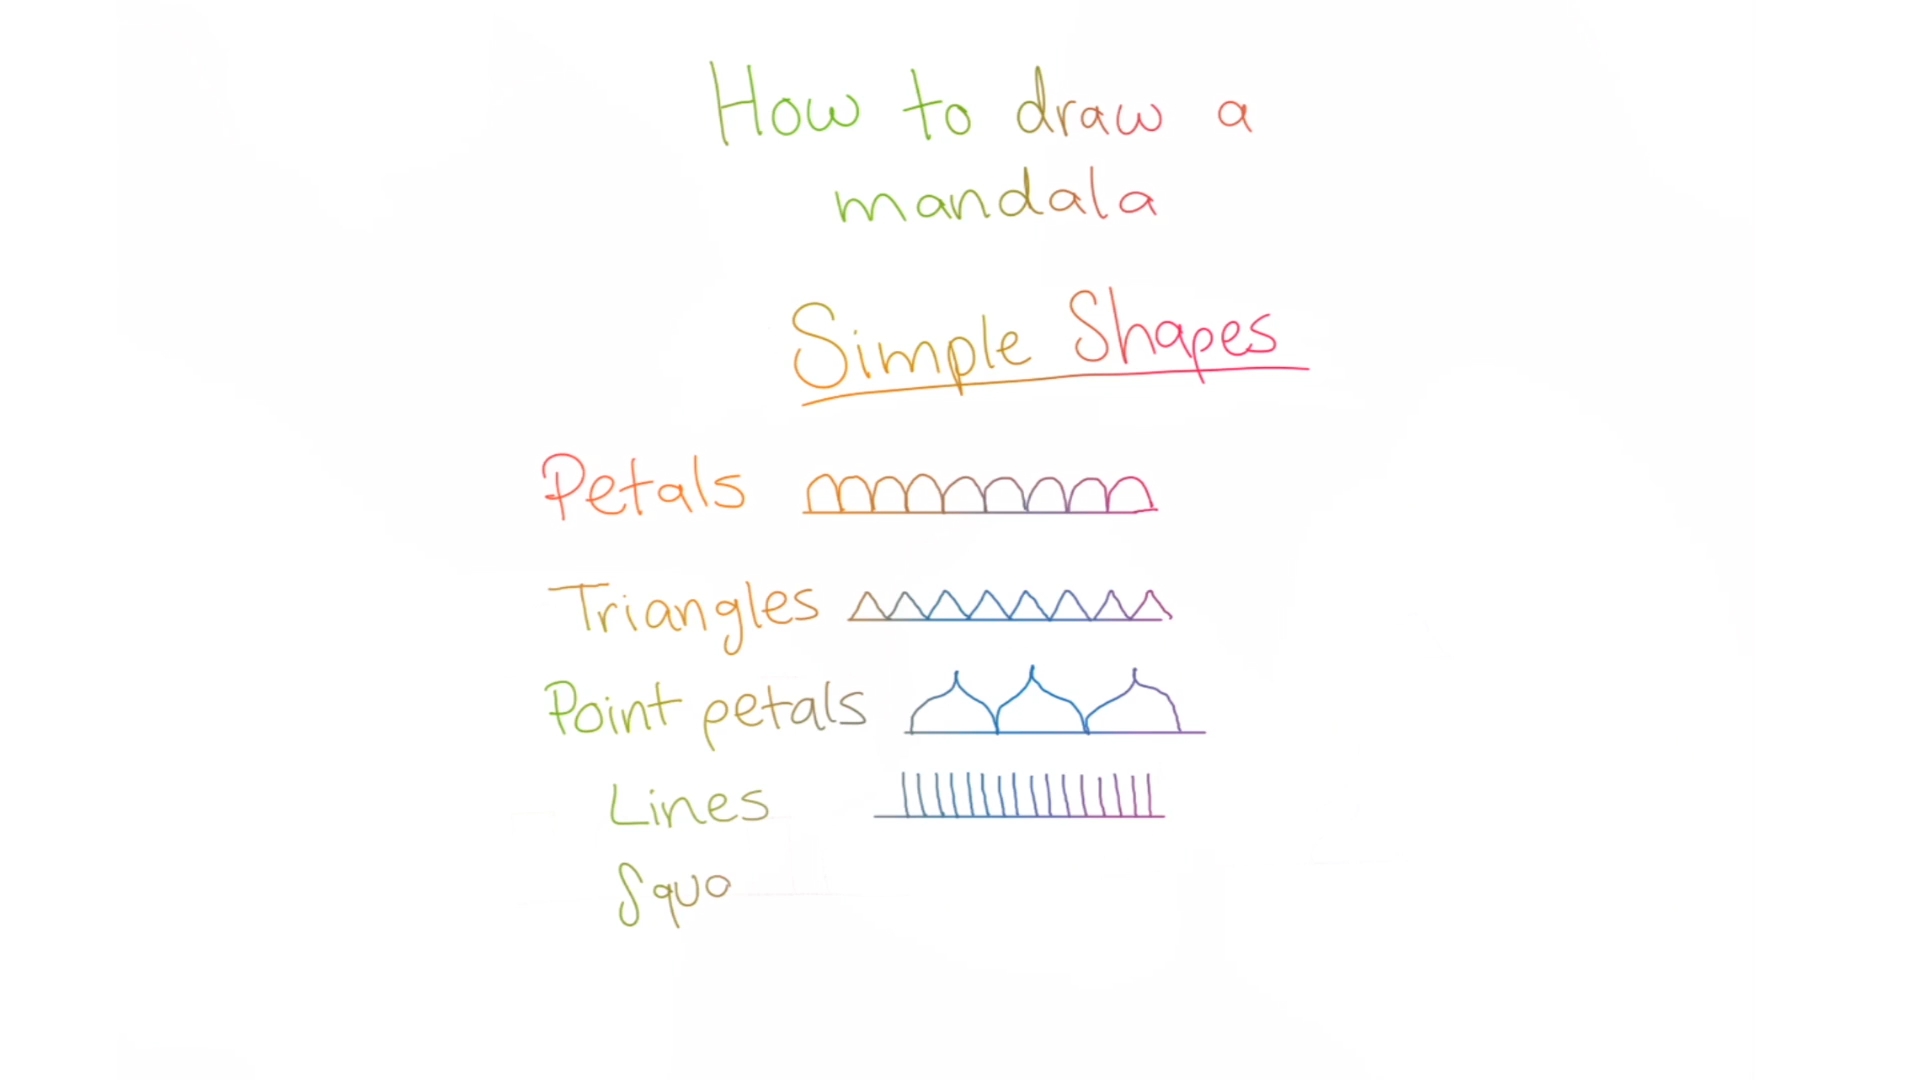 How to draw a
mandala
Simple Shapes
Petals
Triangles
Point petals
Lines
Squa